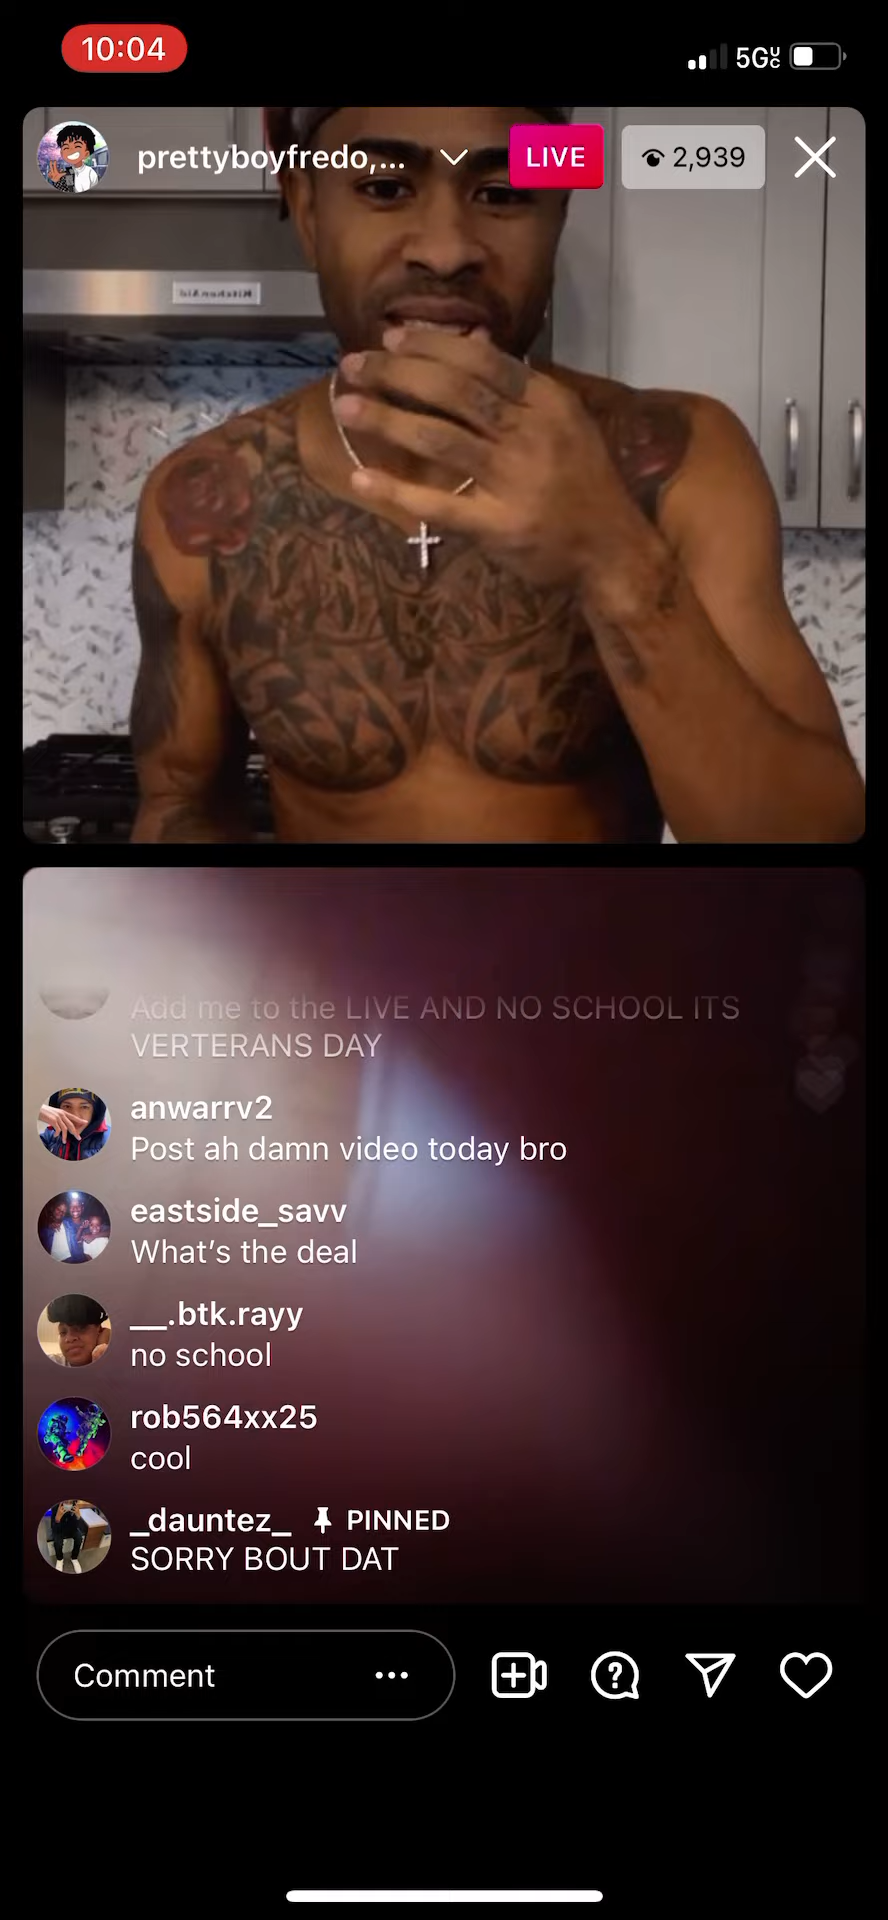 10:04
5G UC
prettyboyfredo,...
LIVE
2,939
KitchenAid
Add me to the LIVE AND NO SCHOOL ITS
VERTERANS DAY
anwarrv2
Post ah damn video today bro
eastside_savv
What’s the deal
__.btk.rayy
no school
rob564xx25
cool
_dauntez_ PINNED
SORRY BOUT DAT
Comment